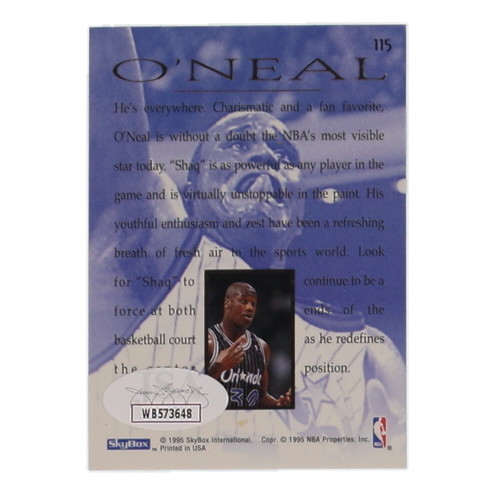 115
O'NEAL
He's everywhere. Charismatic and a fan favorite,
O'Neal is without a doubt the NBA's most visible
star today. "Shaq" is as powerful as any player in the
game and is virtually unstoppable in the paint. His
youthful enthusiasm and zest have been a refreshing
breath of fresh air to the sports world. Look
for "Shaq" to continue to be a
force at both ends of the
basketball court as he redefines
the center position.
Orlando
32
WB573648
SkyBox
© 1995 SkyBox International. Copr. © 1995 NBA Properties, Inc.
Printed in USA
NBA